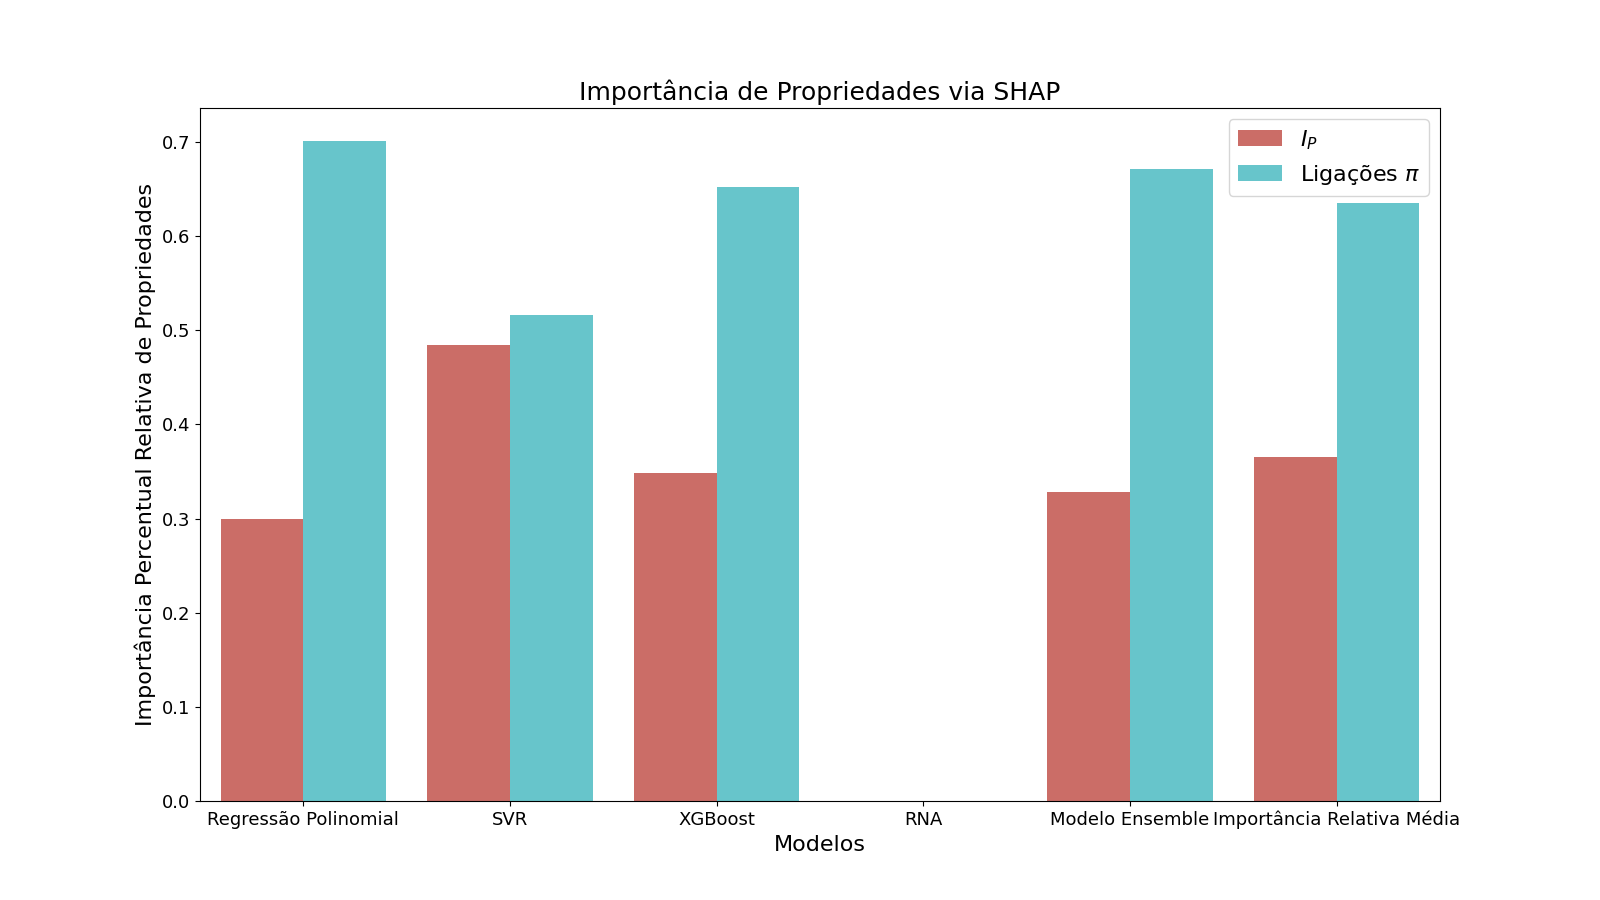 Importância de Propriedades via SHAP
I_P
Ligações π
Importância Percentual Relativa de Propriedades
0.7
0.6
0.5
0.4
0.3
0.2
0.1
0.0
Regressão Polinomial SVR XGBoost RNA Modelo Ensemble Importância Relativa Média
Modelos